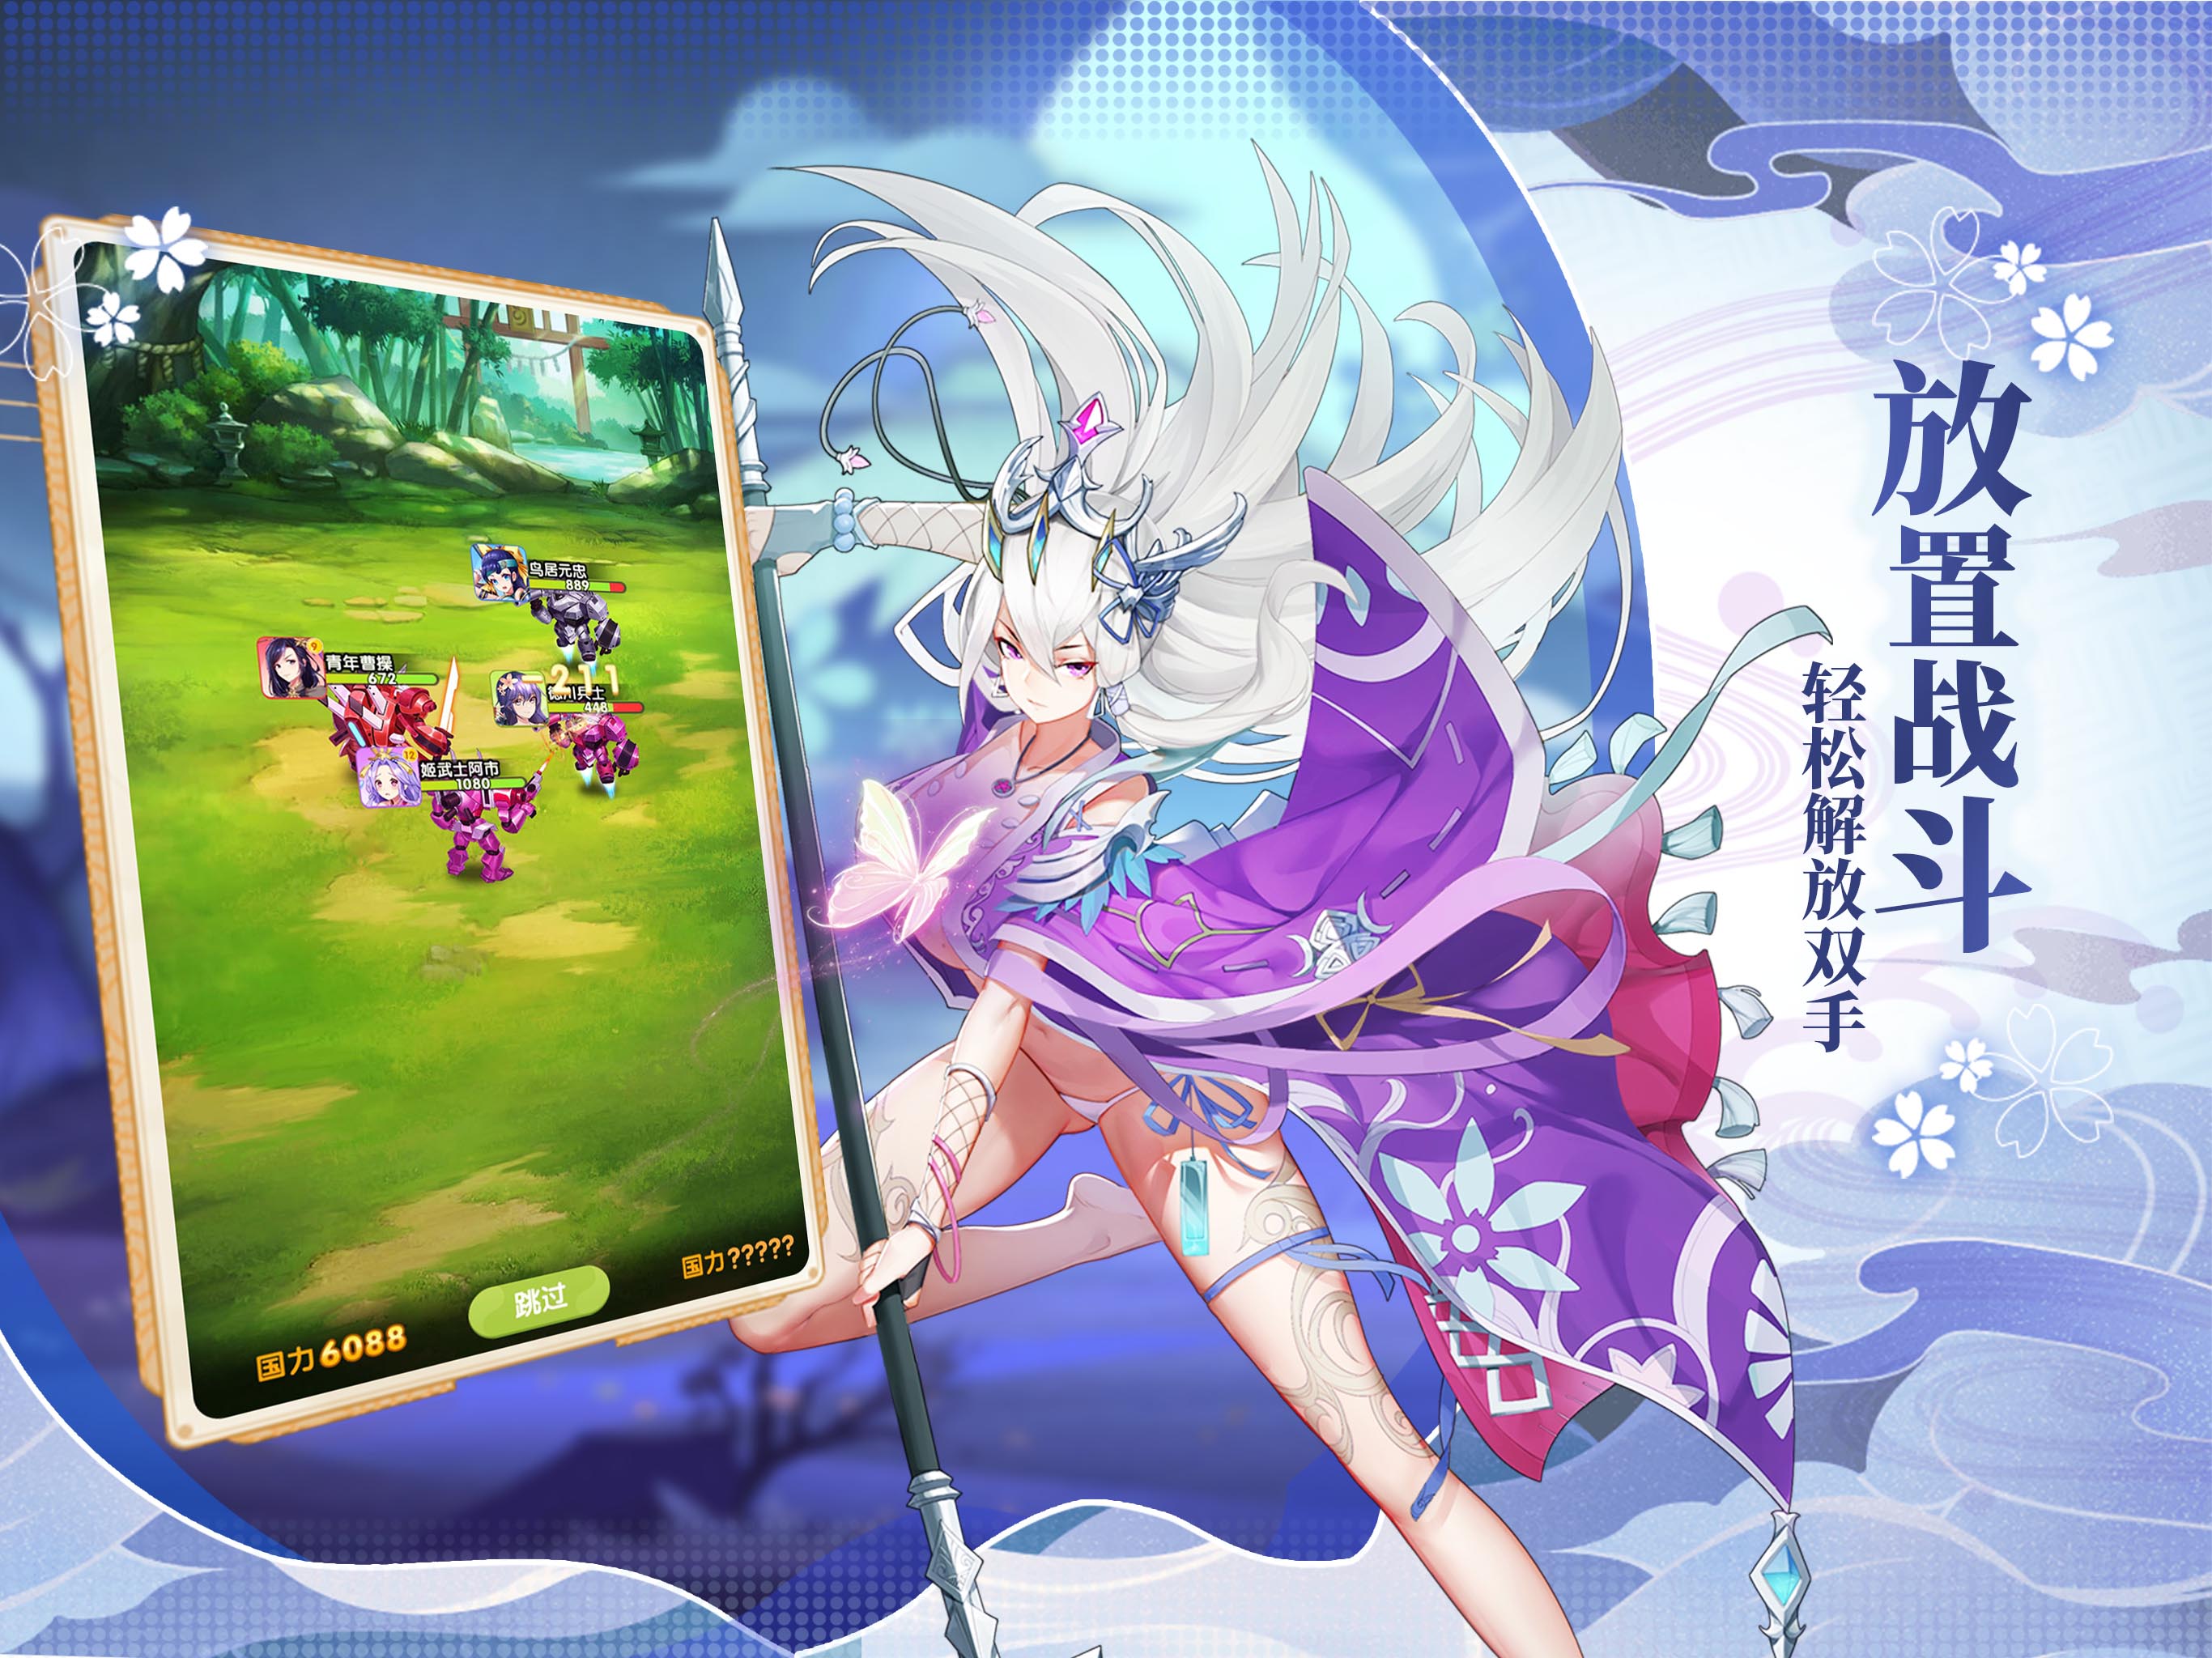 放置战斗
轻松解放双手
鸟居元忠
889
9
青年曹操
672
-211
德川兵士
448
12
姬武士阿市
1080
国力?????
跳过
国力6088